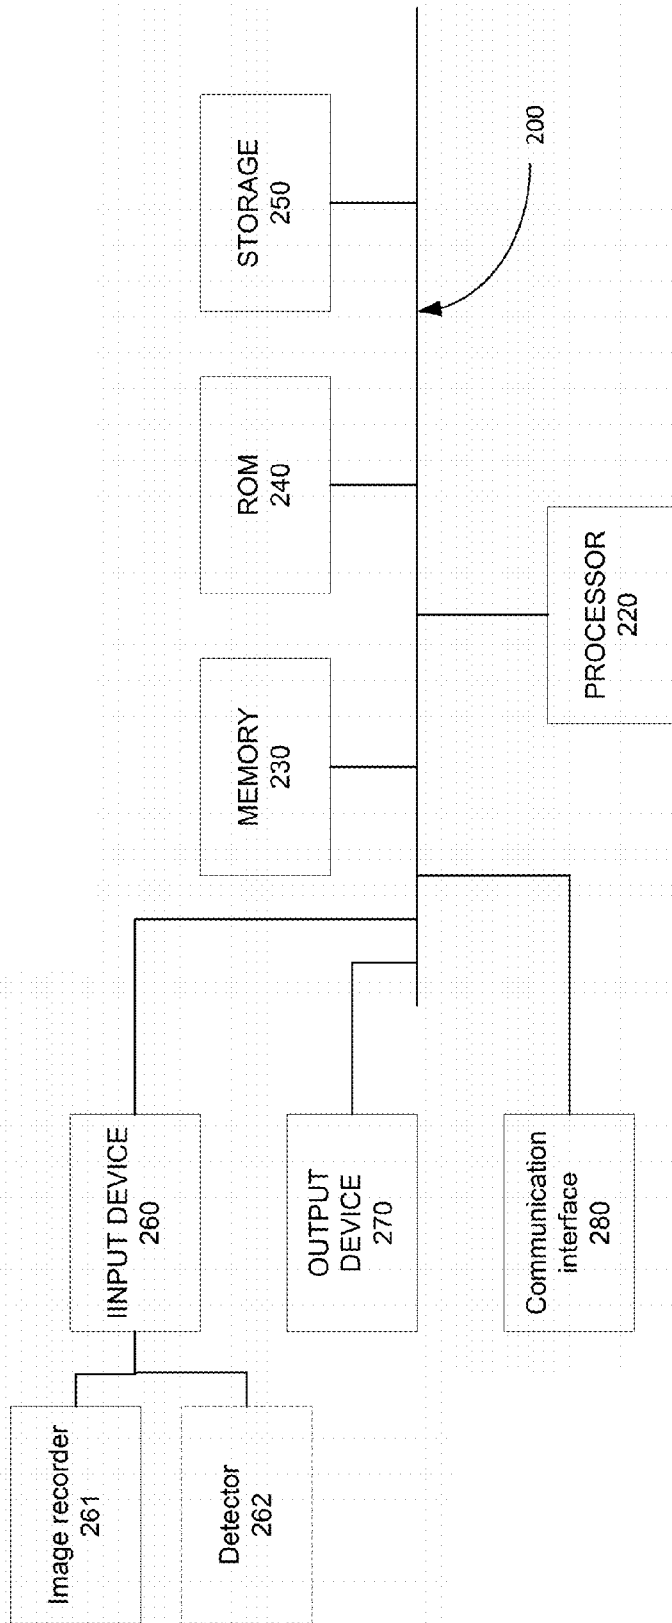 Image recorder
261
Detector
262
IINPUT DEVICE
260
OUTPUT
DEVICE
270
Communication
interface
280
MEMORY
230
ROM
240
STORAGE
250
PROCESSOR
220
200